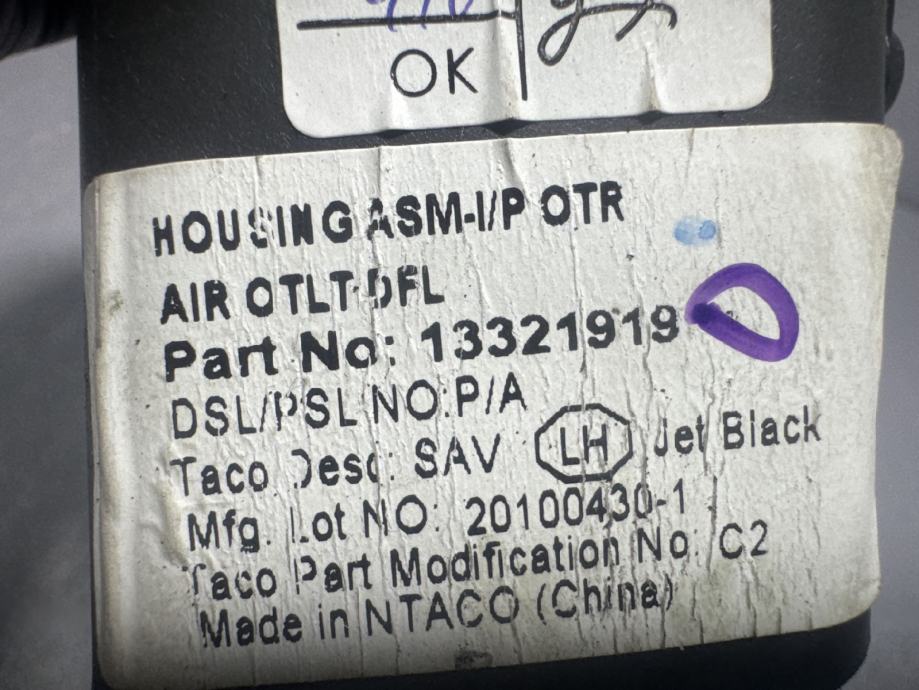 OK
HOUSING ASM-I/P OTR
AIR OTLT-DFL
Part No: 13321919
DSL/PSL NO:P/A
Taco Desc: SAV LH Jet Black
Mfg. Lot NO: 20100430-1
Taco Part Modification No: C2
Made in NTACO (China)